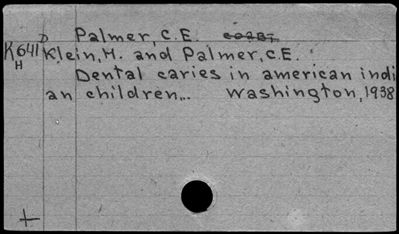 D Palmer, C.E.
K641 Klein, H. and Palmer, C.E.
H Dental caries in american indi
an children... Washington, 1938